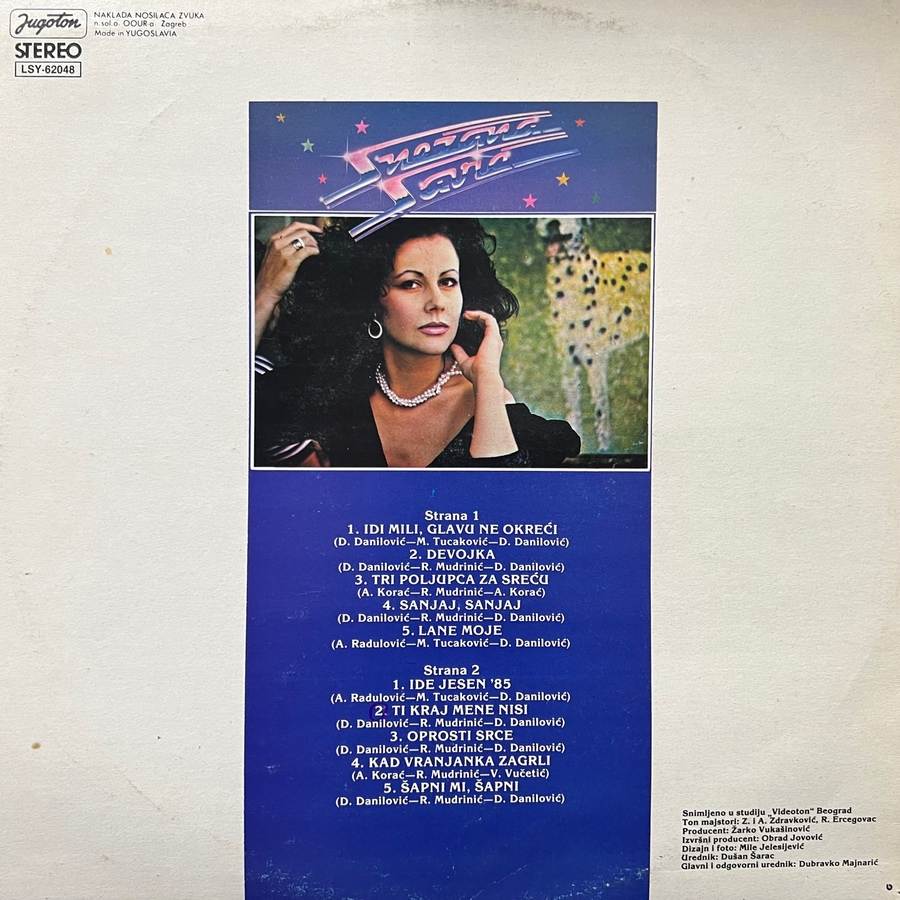 Jugoton
NAKLADA NOSILACA ZVUKA
n.sol.o. OOUR a. Zagreb
Made in YUGOSLAVIA
STEREO
LSY-62048
Snežana
Savić
Strana 1
1. IDI MILI, GLAVU NE OKREĆI
(D. Danilović—M. Tucaković—D. Danilović)
2. DEVOJKA
(D. Danilović—R. Mudrinić—D. Danilović)
3. TRI POLJUPCA ZA SREĆU
(A. Korać—R. Mudrinić—A. Korać)
4. SANJAJ, SANJAJ
(D. Danilović—R. Mudrinić—D. Danilović)
5. LANE MOJE
(A. Radulović—M. Tucaković—D. Danilović)
Strana 2
1. IDE JESEN '85
(A. Radulović—M. Tucaković—D. Danilović)
2. TI KRAJ MENE NISI
(D. Danilović—R. Mudrinić—D. Danilović)
3. OPROSTI SRCE
(D. Danilović—R. Mudrinić—D. Danilović)
4. KAD VRANJANKA ZAGRLI
(A. Korać—R. Mudrinić—V. Vučetić)
5. ŠAPNI MI, ŠAPNI
(D. Danilović—R. Mudrinić—D. Danilović)
Snimljeno u studiju „Videoton" Beograd
Ton majstori: Z. i A. Zdravković, R. Ercegovac
Producent: Žarko Vukašinović
Izvršni producent: Obrad Jovović
Dizajn i foto: Mile Jelesijević
Urednik: Dušan Šarac
Glavni i odgovorni urednik: Dubravko Majnarić